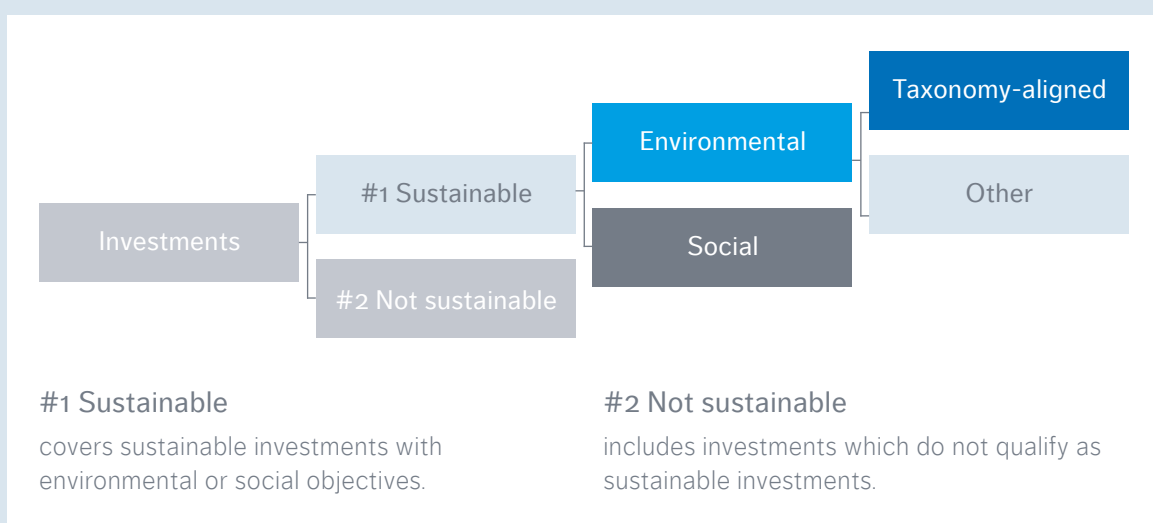 Taxonomy-aligned
Environmental
#1 Sustainable
Other
Investments
Social
#2 Not sustainable
#1 Sustainable
covers sustainable investments with
environmental or social objectives.
#2 Not sustainable
includes investments which do not qualify as
sustainable investments.